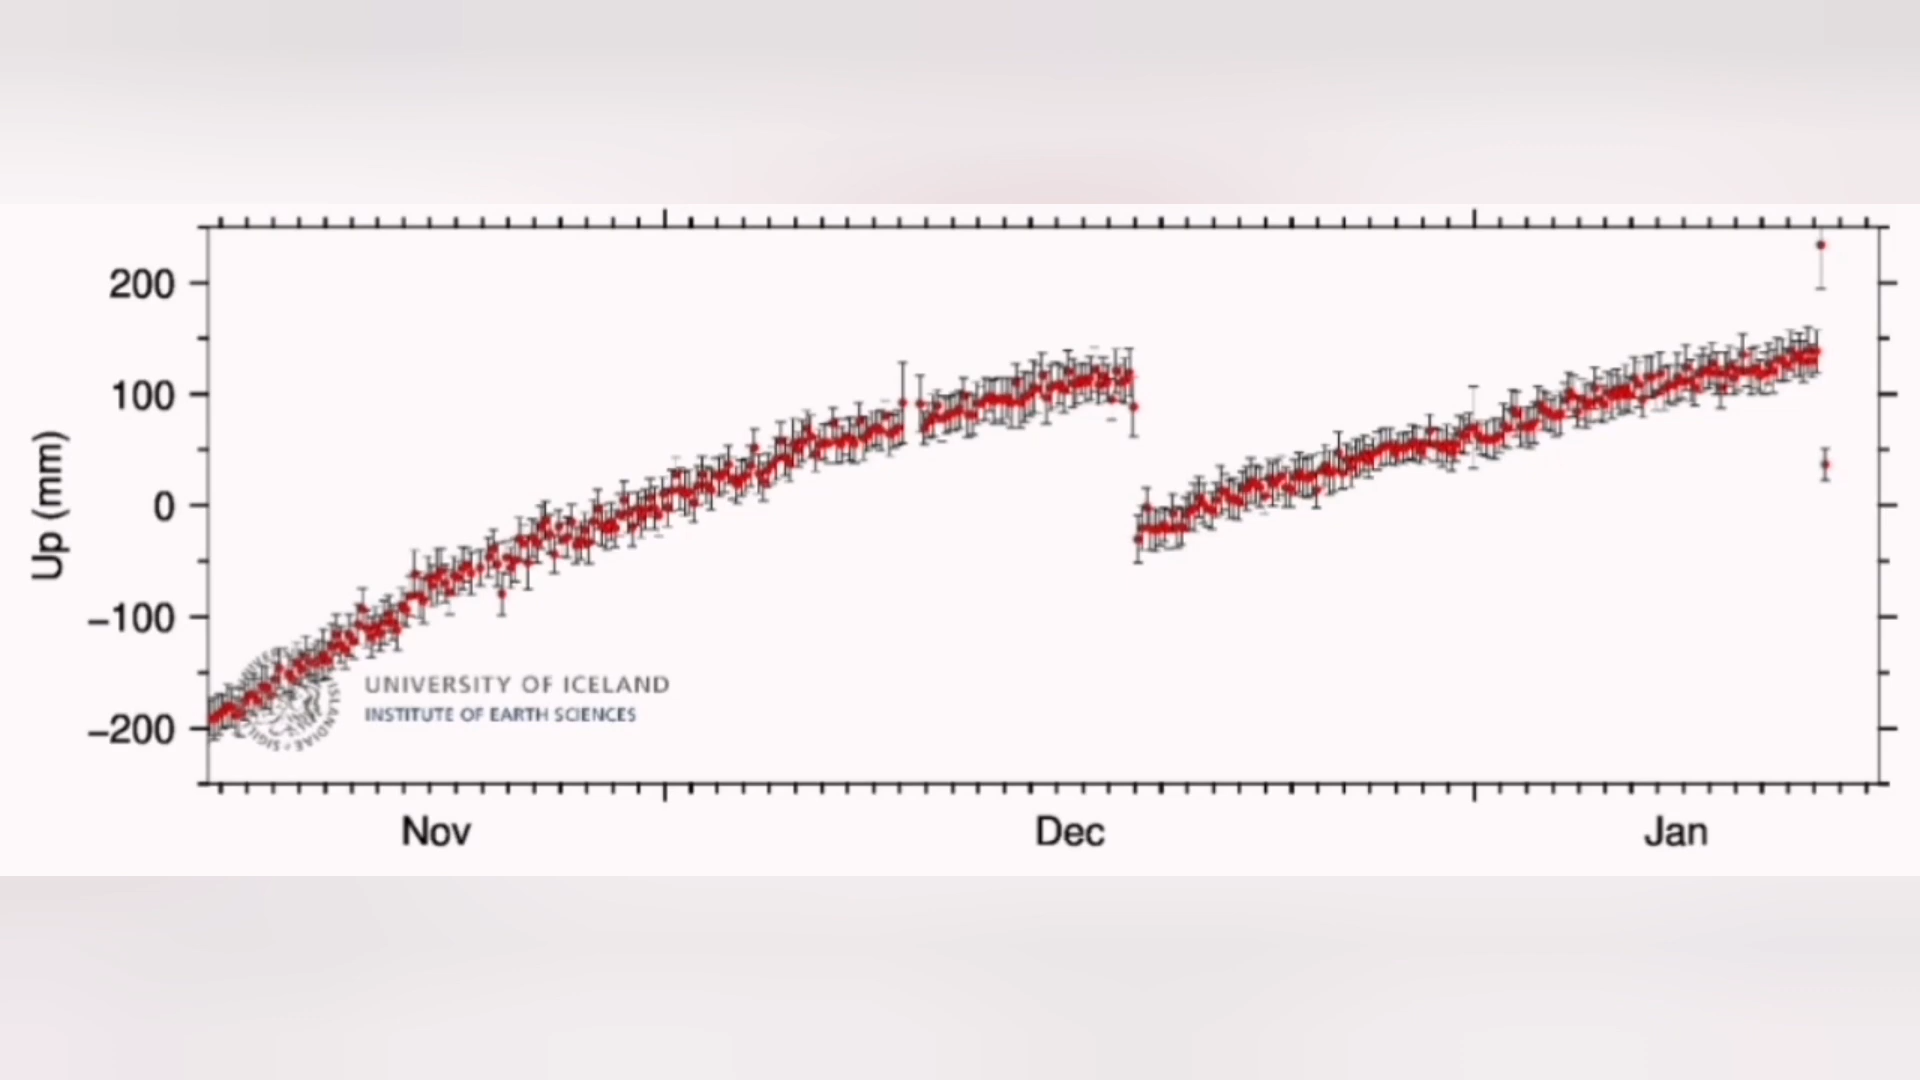 200
100
0
−100
−200
Up (mm)
UNIVERSITY OF ICELAND
INSTITUTE OF EARTH SCIENCES
Nov
Dec
Jan